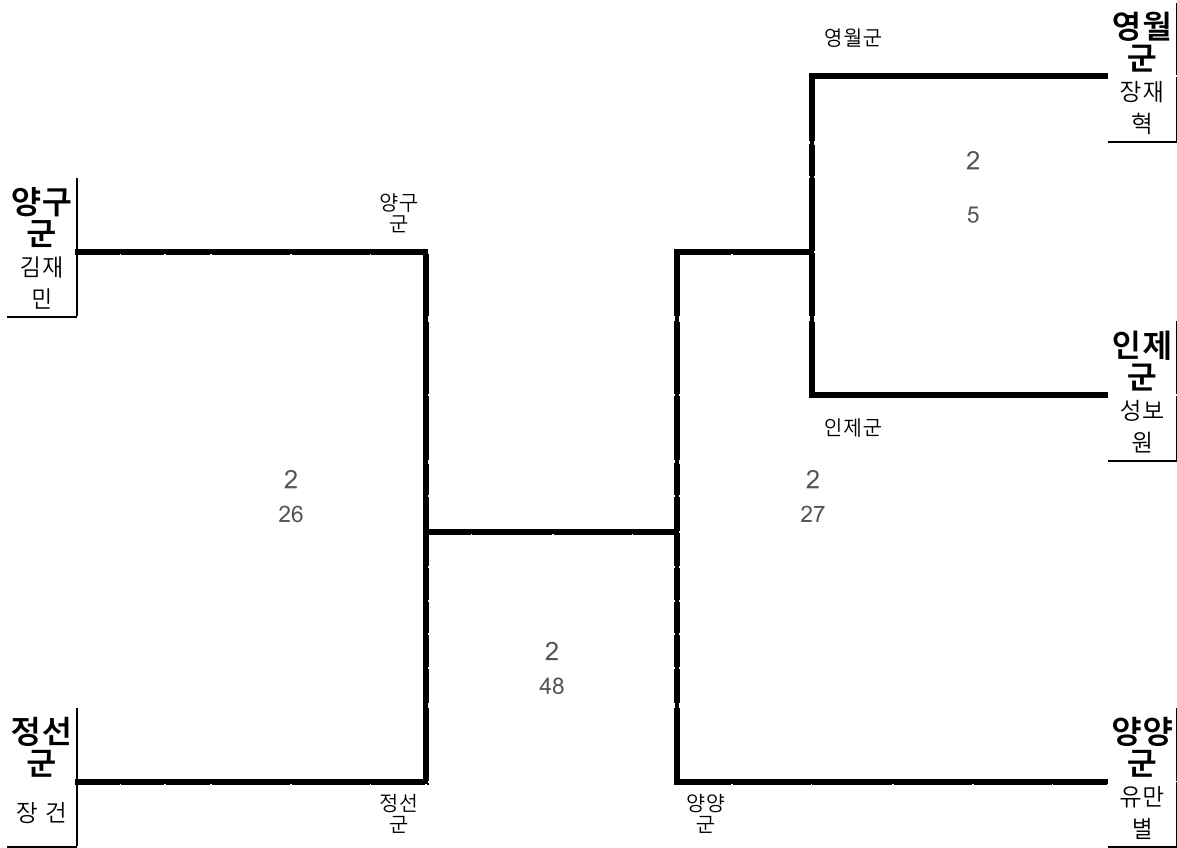 영월군
영월
군
장재
혁
2
5
양구
군
김재
민
양구
군
인제
군
성보
원
인제군
2
26
2
27
2
48
정선
군
장 건
정선
군
양양
군
양양
군
유만
별